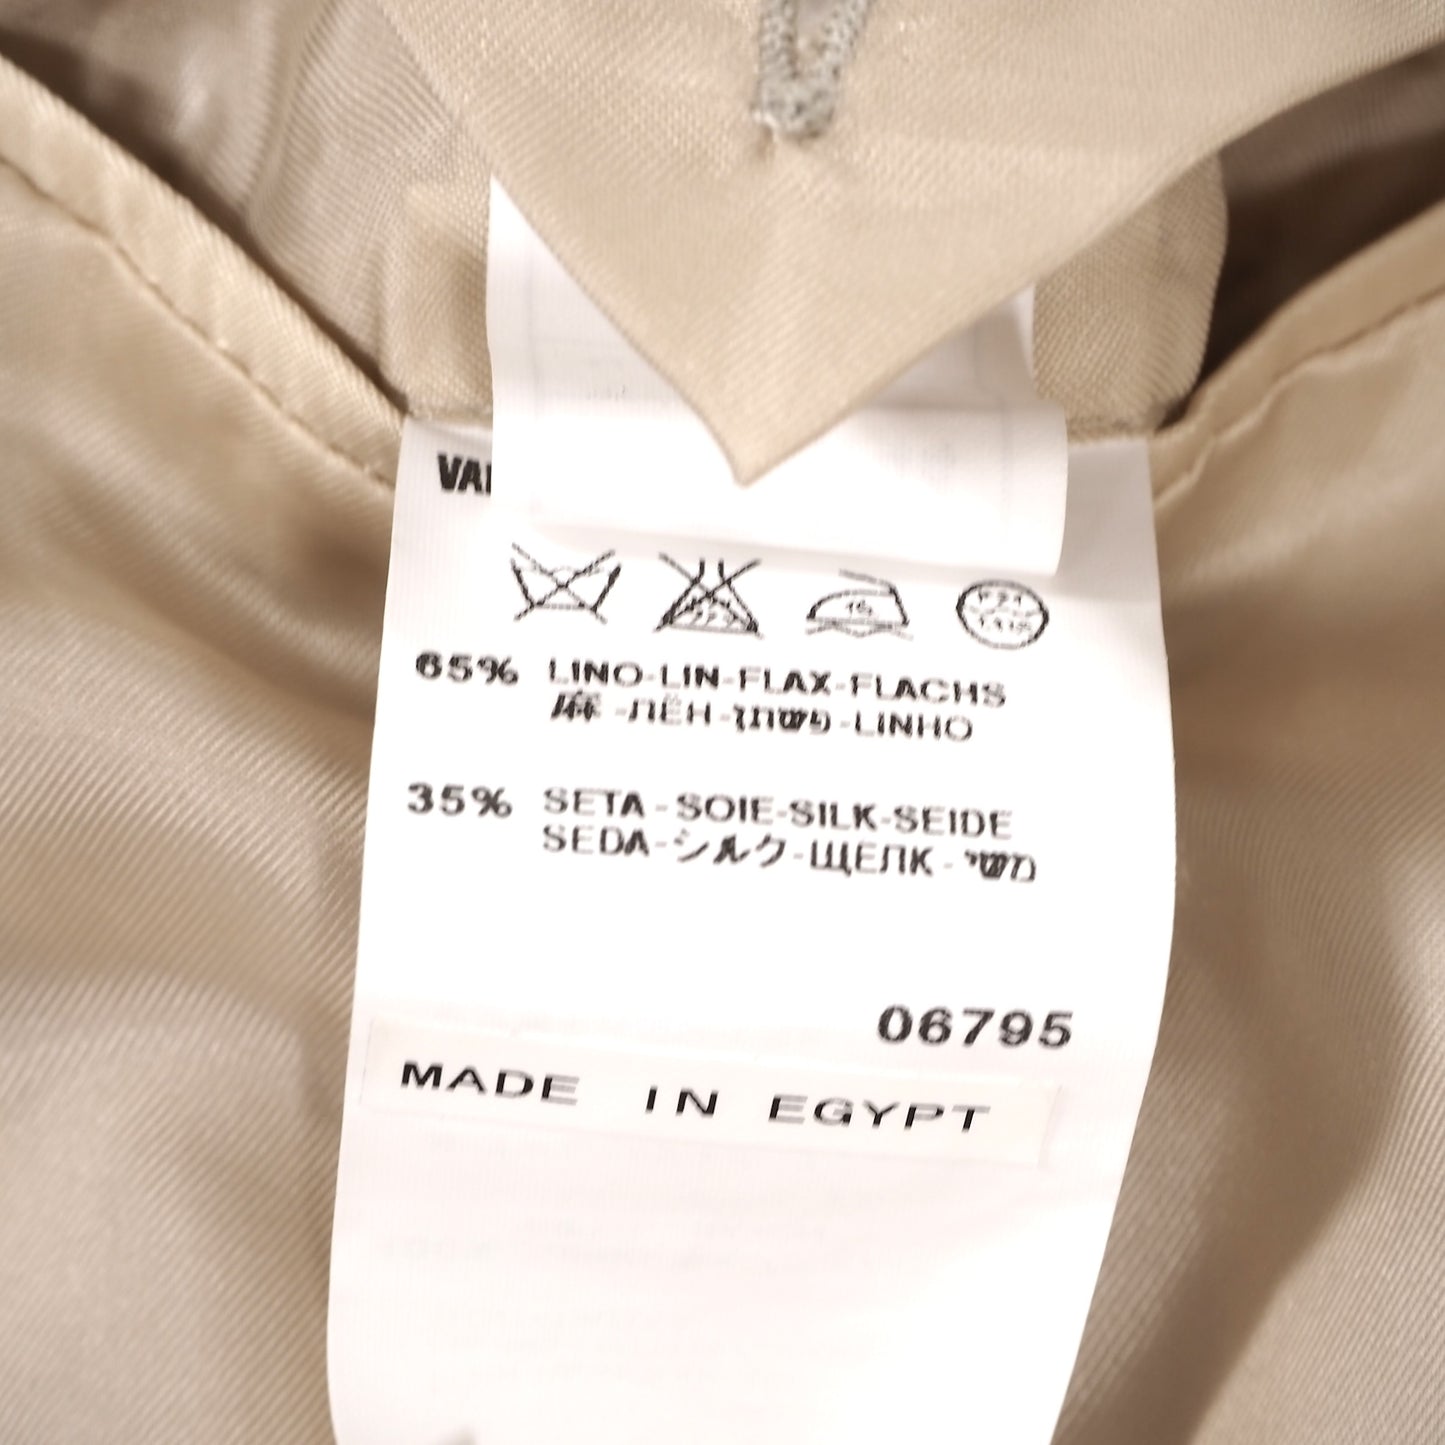 65% LINO-LIN-FLAX-FLACHS
麻-ЛЁН-פשתן-LINHO
35% SETA-SOIE-SILK-SEIDE
SEDA-シルク-ШЕЛК-משי
06795
MADE IN EGYPT